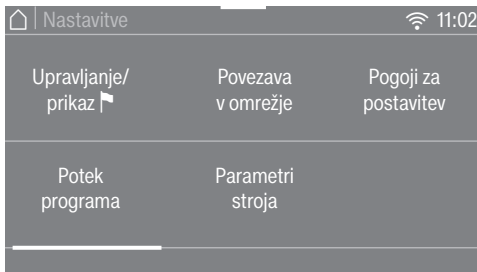 Nastavitve 11:02
Upravljanje/
prikaz
Povezava
v omrežje
Pogoji za
postavitev
Potek
programa
Parametri
stroja